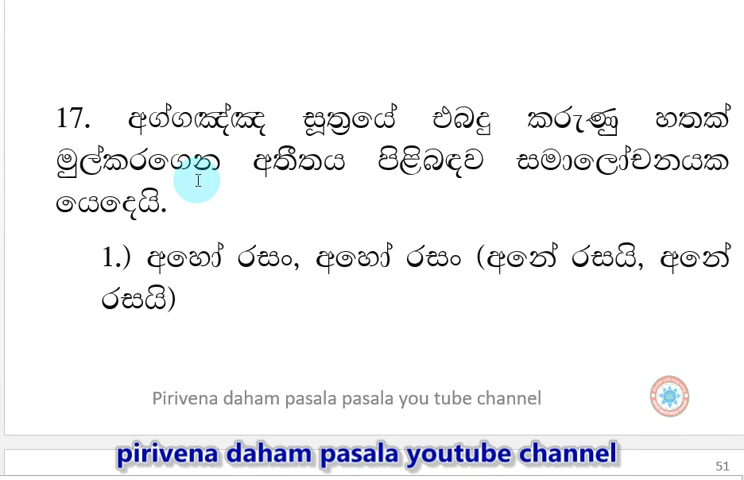 17. අග්ගඤ්ඤ සූත්‍රයේ එබඳු කරුණු හතක්
මුල්කරගෙන අතීතය පිළිබඳව සමාලෝචනයක
යෙදෙයි.
1.) අහෝ රසං, අහෝ රසං (අනේ රසයි, අනේ
රසයි)
Pirivena daham pasala pasala you tube channel
pirivena daham pasala youtube channel
51